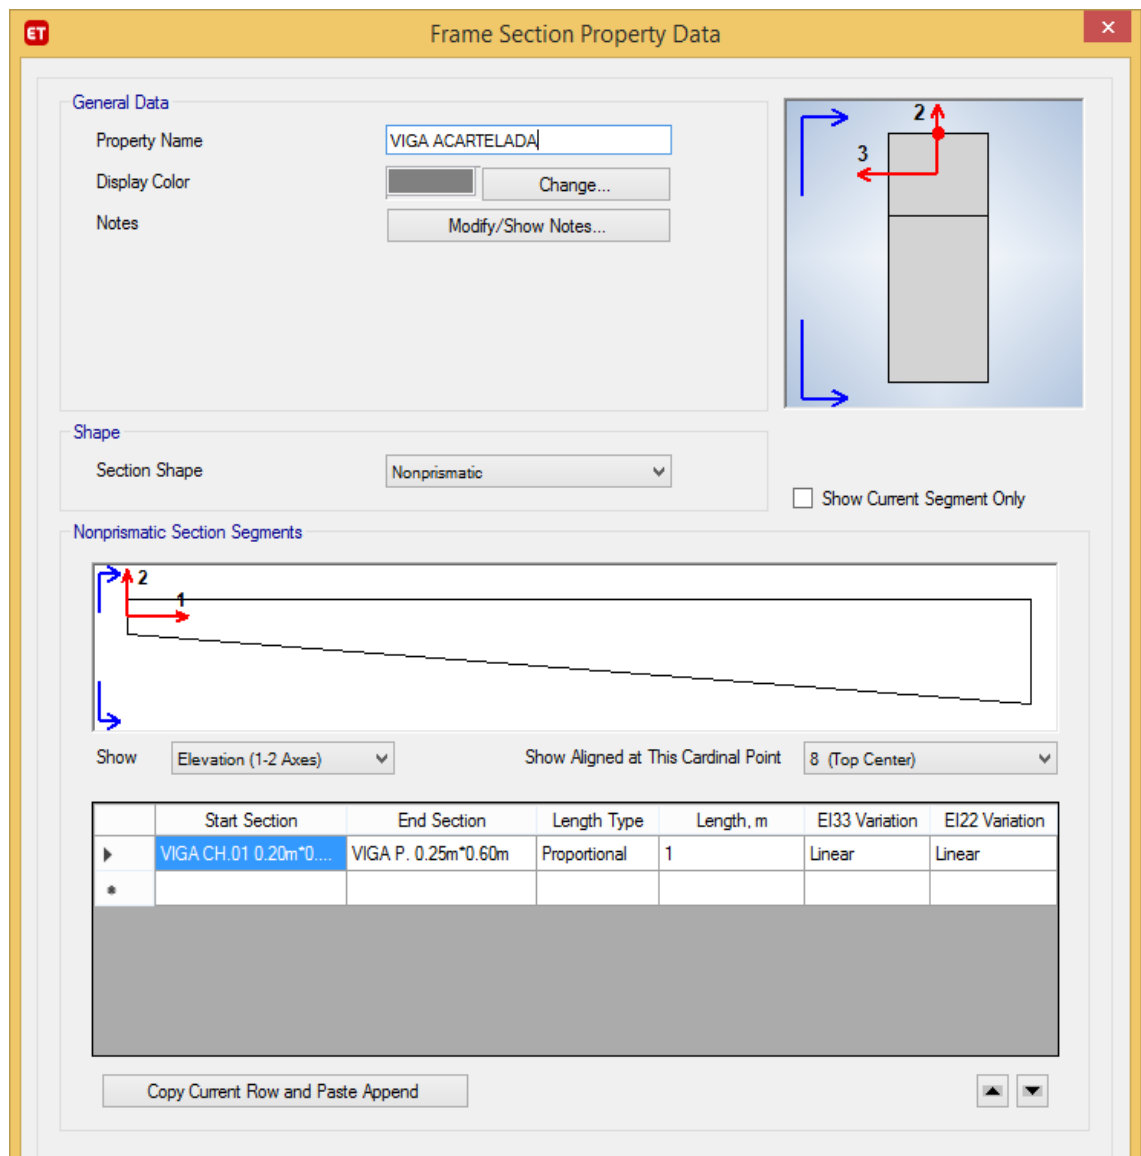 ET Frame Section Property Data ×
General Data
Property Name VIGA ACARTELADA
Display Color Change...
Notes Modify/Show Notes...
2
3
Shape
Section Shape Nonprismatic
Show Current Segment Only
Nonprismatic Section Segments
2
1
Show Elevation (1-2 Axes) Show Aligned at This Cardinal Point 8 (Top Center)
Start Section End Section Length Type Length, m EI33 Variation EI22 Variation
VIGA CH.01 0.20m*0.... VIGA P. 0.25m*0.60m Proportional 1 Linear Linear
Copy Current Row and Paste Append